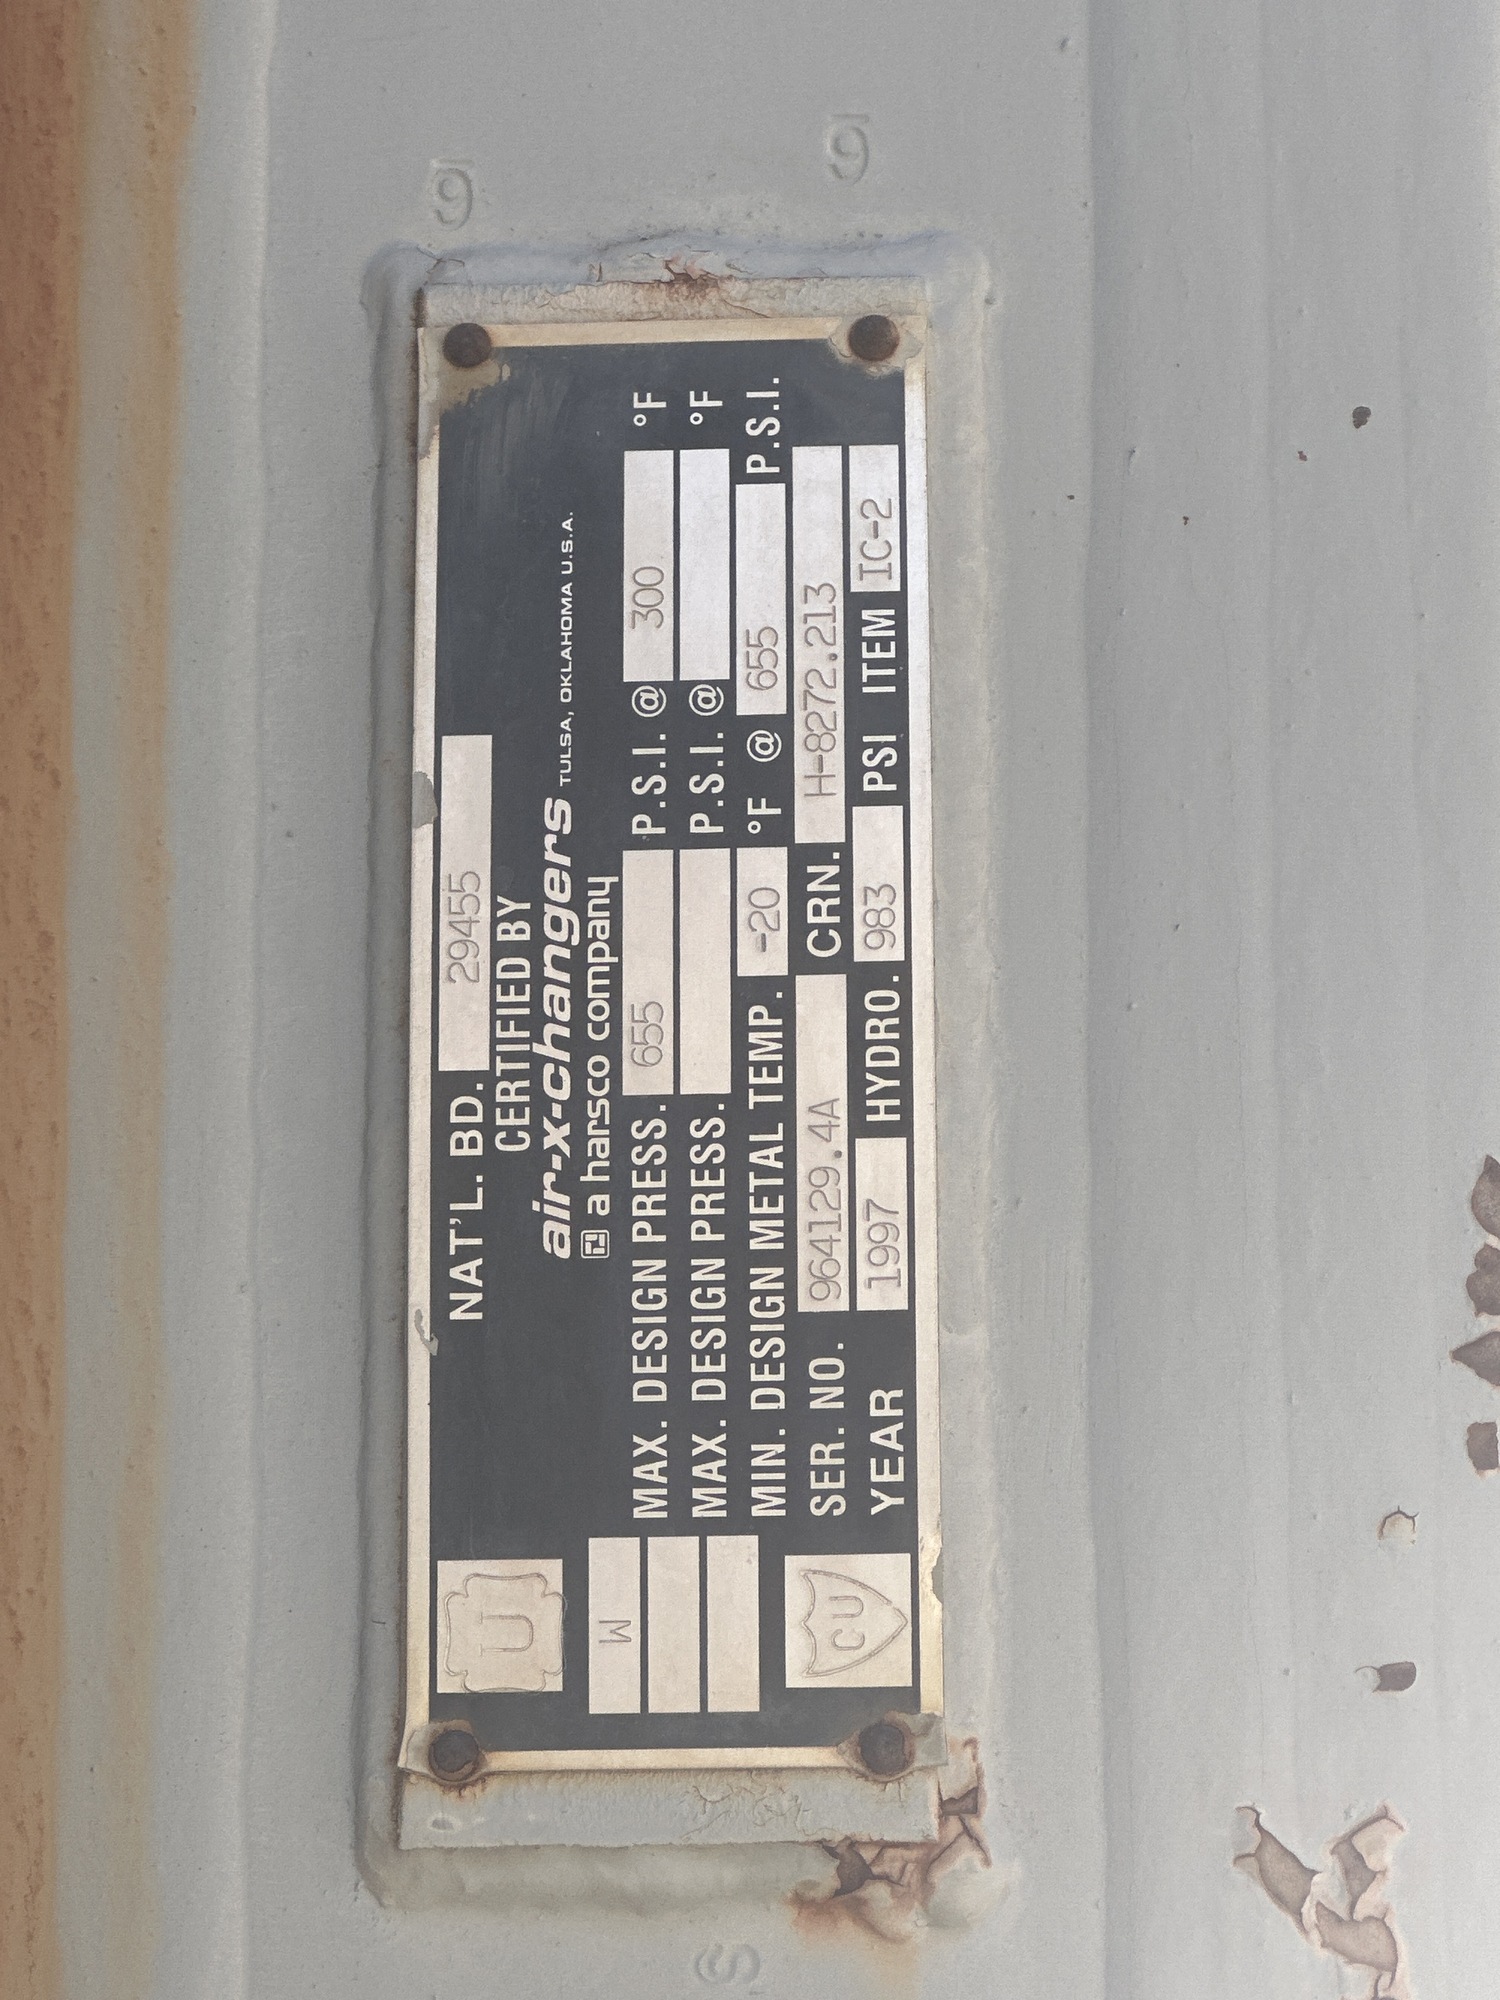 NAT'L. BD. 29455
CERTIFIED BY
air-x-changers TULSA, OKLAHOMA U.S.A.
a harsco company
U
W
MAX. DESIGN PRESS. 655 P.S.I. @ 300 °F
MAX. DESIGN PRESS. P.S.I. @ °F
MIN. DESIGN METAL TEMP. -20 °F @ 655 P.S.I.
CU
SER. NO. 964129.4A CRN. H-8272.213
YEAR 1997 HYDRO. 983 PSI ITEM IC-2